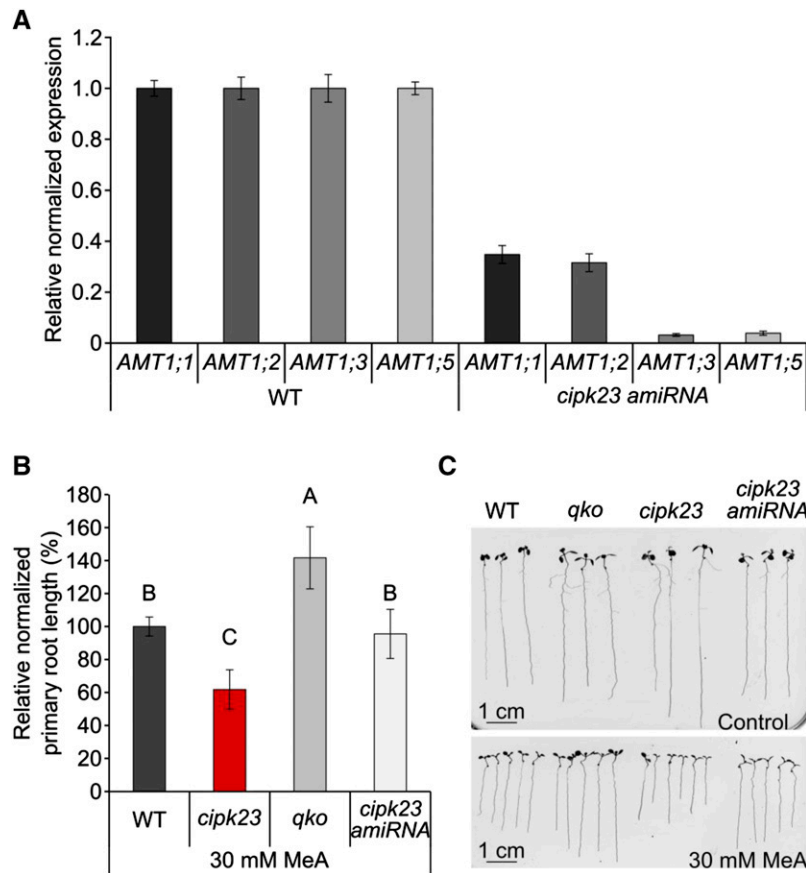 A
Relative normalized expression
1.2
1.0
0.8
0.6
0.4
0.2
0
AMT1;1 AMT1;2 AMT1;3 AMT1;5 AMT1;1 AMT1;2 AMT1;3 AMT1;5
WT cipk23 amiRNA
B
Relative normalized
primary root length (%)
180
160
140
120
100
80
60
40
20
0
B
C
A
B
WT cipk23 qko cipk23
amiRNA
30 mM MeA
C
WT qko cipk23 cipk23
amiRNA
1 cm
Control
1 cm
30 mM MeA